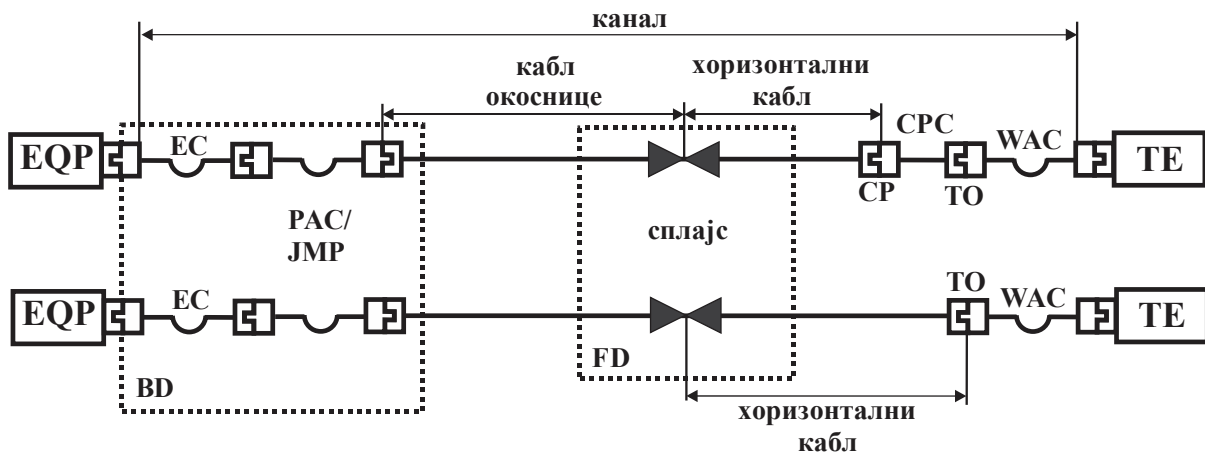 канал
кабл
окоснице
хоризонтални
кабл
EQP
EC
CPC
WAC
TE
CP
TO
PAC/
JMP
сплајс
EQP
EC
TO
WAC
TE
BD
FD
хоризонтални
кабл